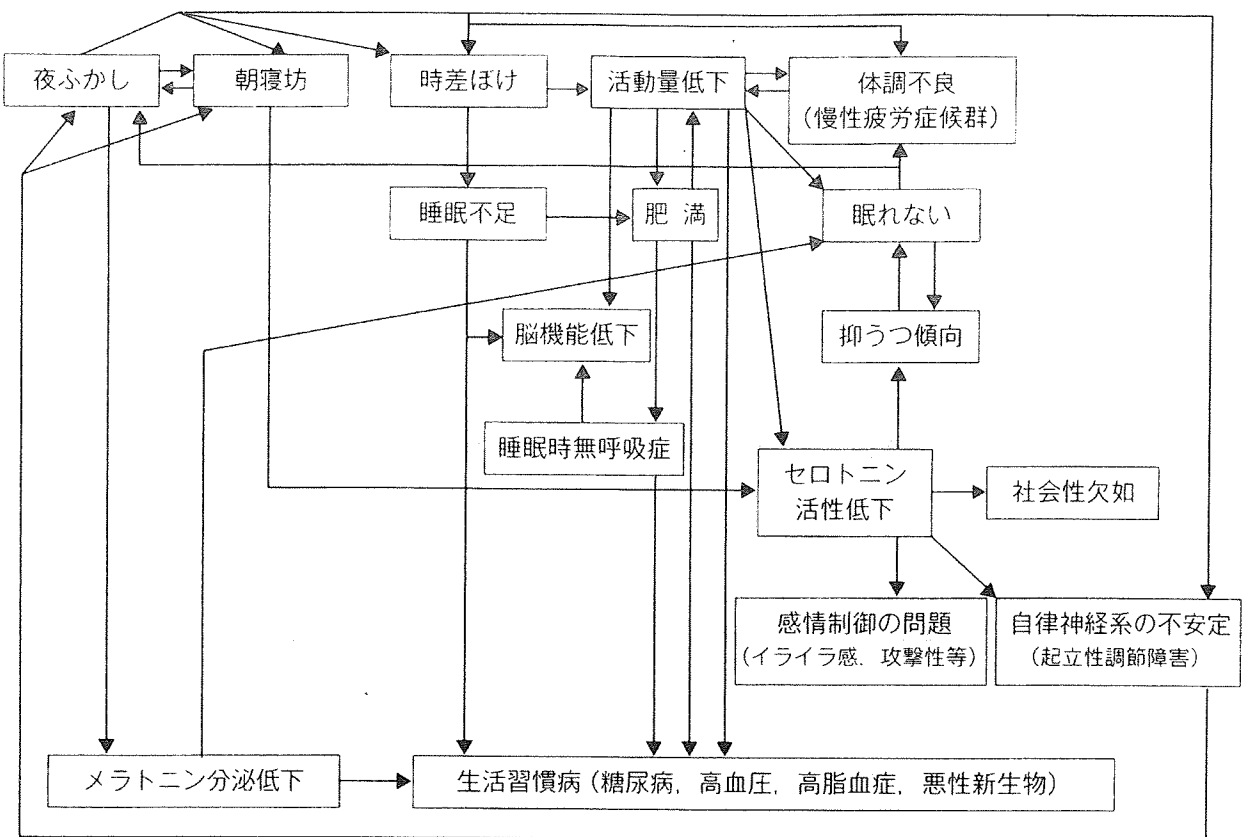 夜ふかし
朝寝坊
時差ぼけ
活動量低下
体調不良
(慢性疲労症候群)
睡眠不足
肥 満
眠れない
脳機能低下
抑うつ傾向
睡眠時無呼吸症
セロトニン
活性低下
社会性欠如
感情制御の問題
(イライラ感，攻撃性等)
自律神経系の不安定
(起立性調節障害)
メラトニン分泌低下
生活習慣病(糖尿病，高血圧，高脂血症，悪性新生物)